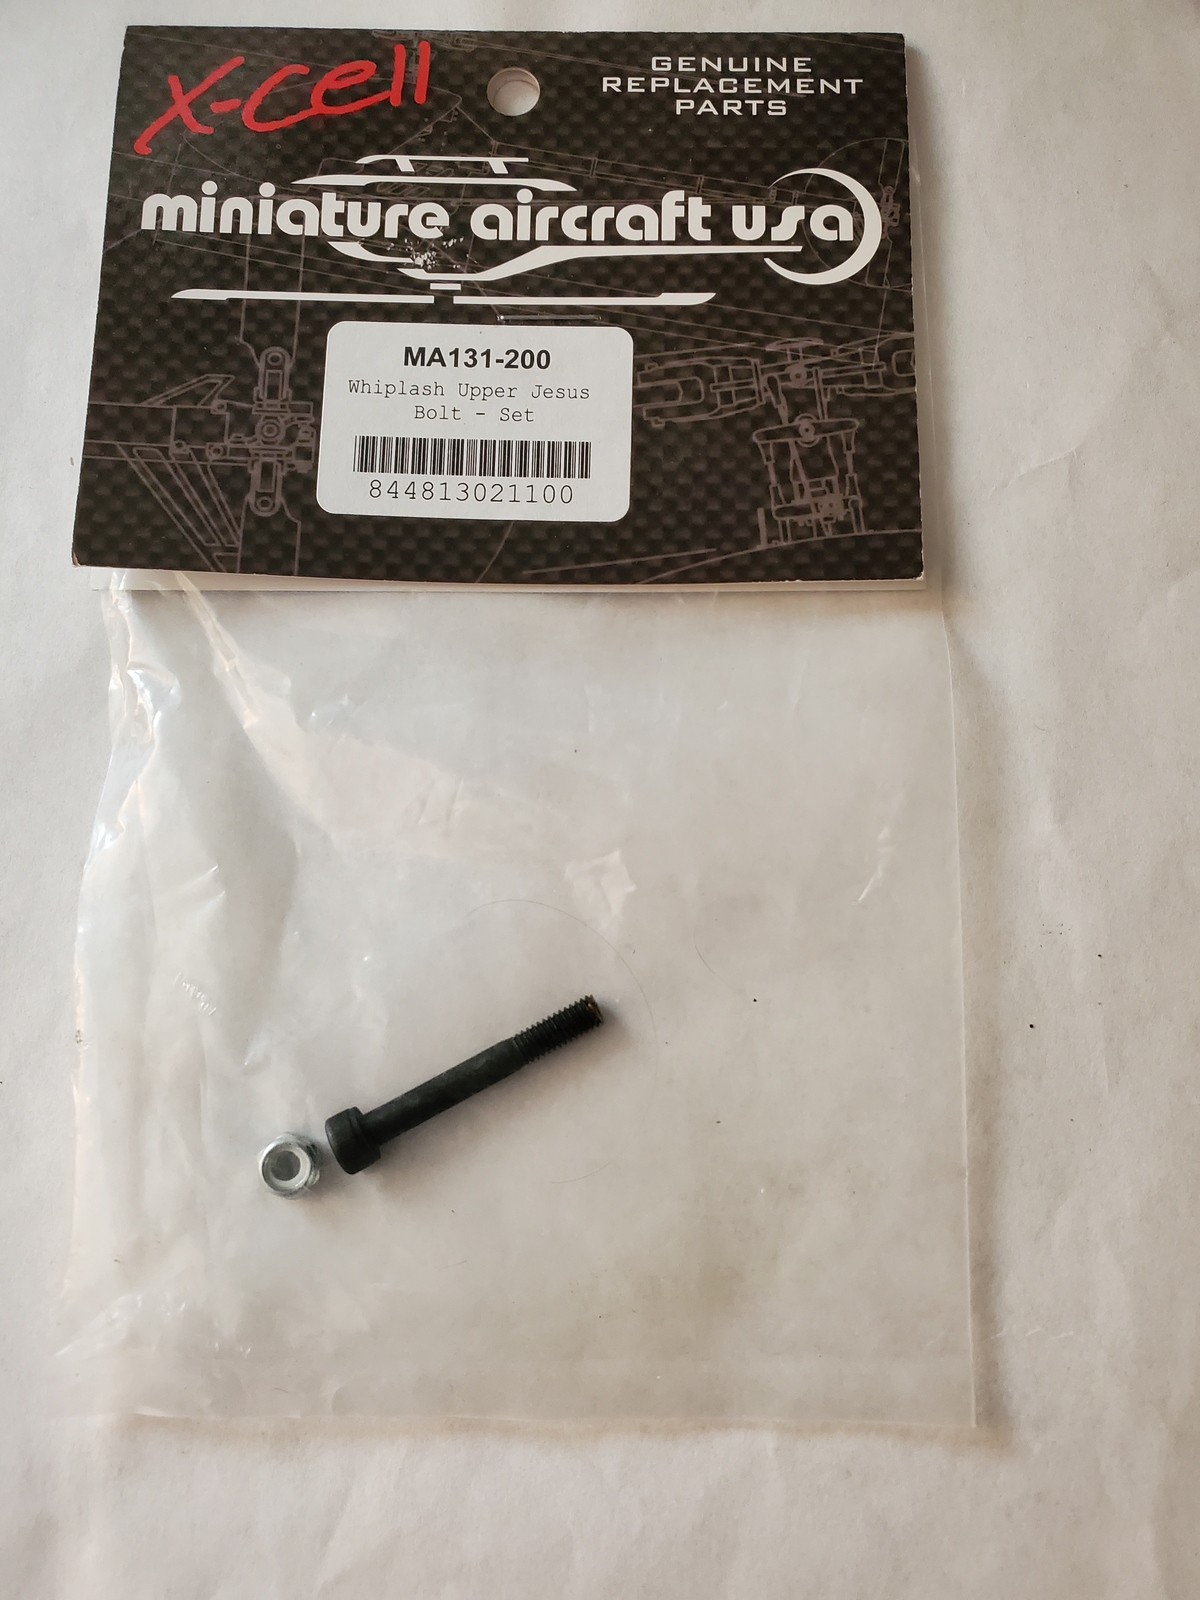 x-cell
GENUINE
REPLACEMENT
PARTS
miniature aircraft usa
MA131-200
Whiplash Upper Jesus
Bolt - Set
844813021100